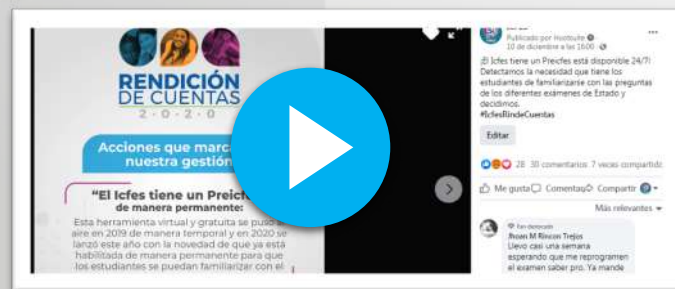 RENDICIÓN
DE CUENTAS
2·0·2·0
Acciones que marc
nuestra gestión
"El Icfes tiene un Preicf
de manera permanente:
Esta herramienta virtual y gratuita se puso
aire en 2019 de manera temporal y en 2020 se
lanzó este año con la novedad de que ya está
habilitada de manera permanente para que
los estudiantes se puedan familiarizar con el
Publicado por Hootsuite
10 de diciembre a las 16:00
¡El Icfes tiene un Preicfes está disponible 24/7!
Detectamos la necesidad que tiene los
estudiantes de familiarizarse con las preguntas
de los diferentes exámenes de Estado y
decidimos.
#IcfesRindeCuentas
Editar
28 30 comentarios 7 veces compartido
Me gusta Comentar Compartir
Más relevantes
Fan destacado
Jhoan M Rincon Trejos
Llevo casi una semana
esperando que me reprogramen
el examen saber pro. Ya mande